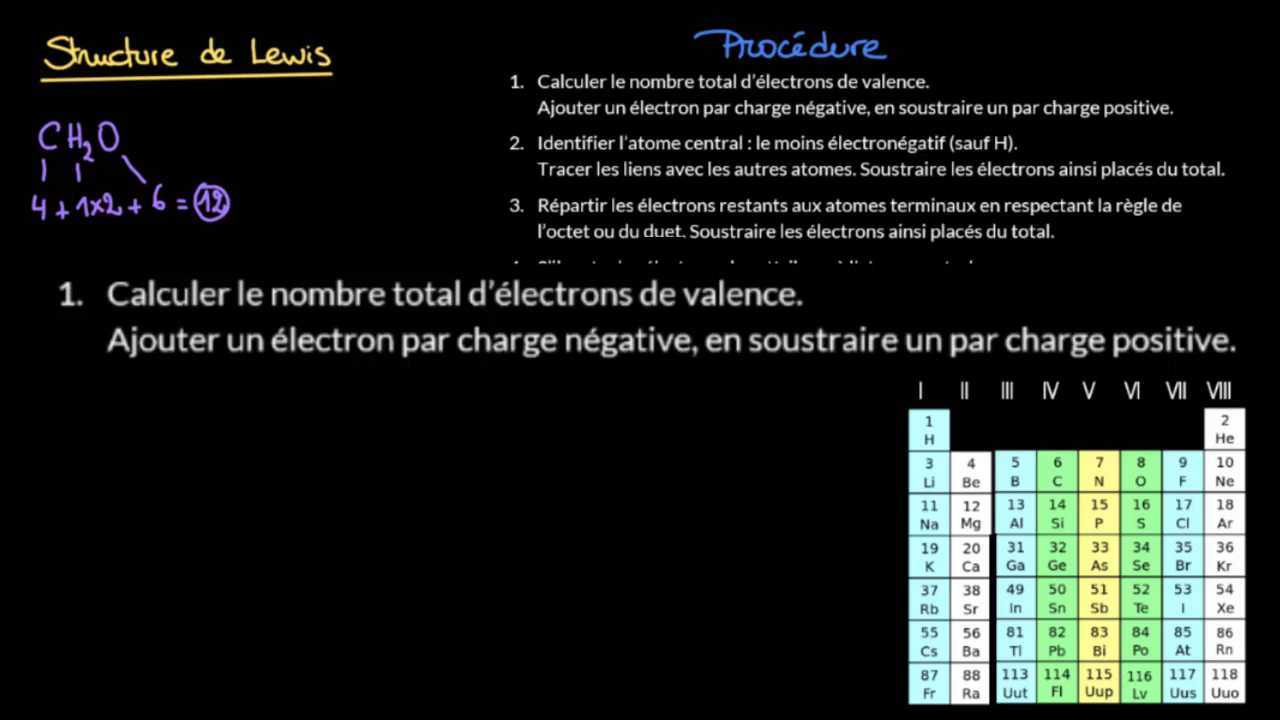 Structure de Lewis
Procédure
1. Calculer le nombre total d'électrons de valence.
Ajouter un électron par charge négative, en soustraire un par charge positive.
2. Identifier l'atome central : le moins électronégatif (sauf H).
Tracer les liens avec les autres atomes. Soustraire les électrons ainsi placés du total.
3. Répartir les électrons restants aux atomes terminaux en respectant la règle de
l'octet ou du duet. Soustraire les électrons ainsi placés du total.
CH₂O
4 + 1x2 + 6 = 12
1. Calculer le nombre total d'électrons de valence.
Ajouter un électron par charge négative, en soustraire un par charge positive.
I II III IV V VI VII VIII
1 2
H He
3 4 5 6 7 8 9 10
Li Be B C N O F Ne
11 12 13 14 15 16 17 18
Na Mg Al Si P S Cl Ar
19 20 31 32 33 34 35 36
K Ca Ga Ge As Se Br Kr
37 38 49 50 51 52 53 54
Rb Sr In Sn Sb Te I Xe
55 56 81 82 83 84 85 86
Cs Ba Tl Pb Bi Po At Rn
87 88 113 114 115 116 117 118
Fr Ra Uut Fl Uup Lv Uus Uuo